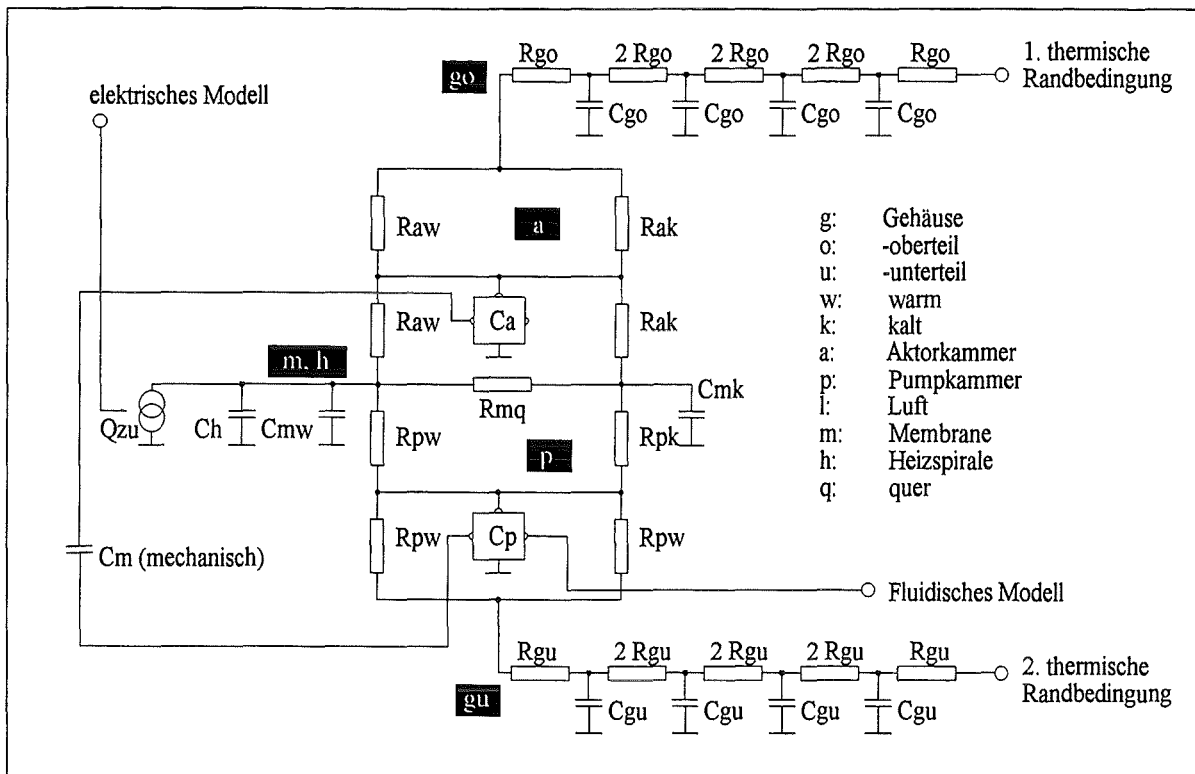 Rgo 2 Rgo 2 Rgo 2 Rgo Rgo
1. thermische
Randbedingung
go
Cgo Cgo Cgo Cgo
elektrisches Modell
Raw a Rak
Raw Ca Rak
m, h
Rmq
Cmk
Qzu Ch Cmw Rpw Rpk
p
Rpw Cp Rpw
Cm (mechanisch)
Fluidisches Modell
g: Gehäuse
o: -oberteil
u: -unterteil
w: warm
k: kalt
a: Aktorkammer
p: Pumpkammer
l: Luft
m: Membrane
h: Heizspirale
q: quer
Rgu 2 Rgu 2 Rgu 2 Rgu Rgu
2. thermische
Randbedingung
gu
Cgu Cgu Cgu Cgu